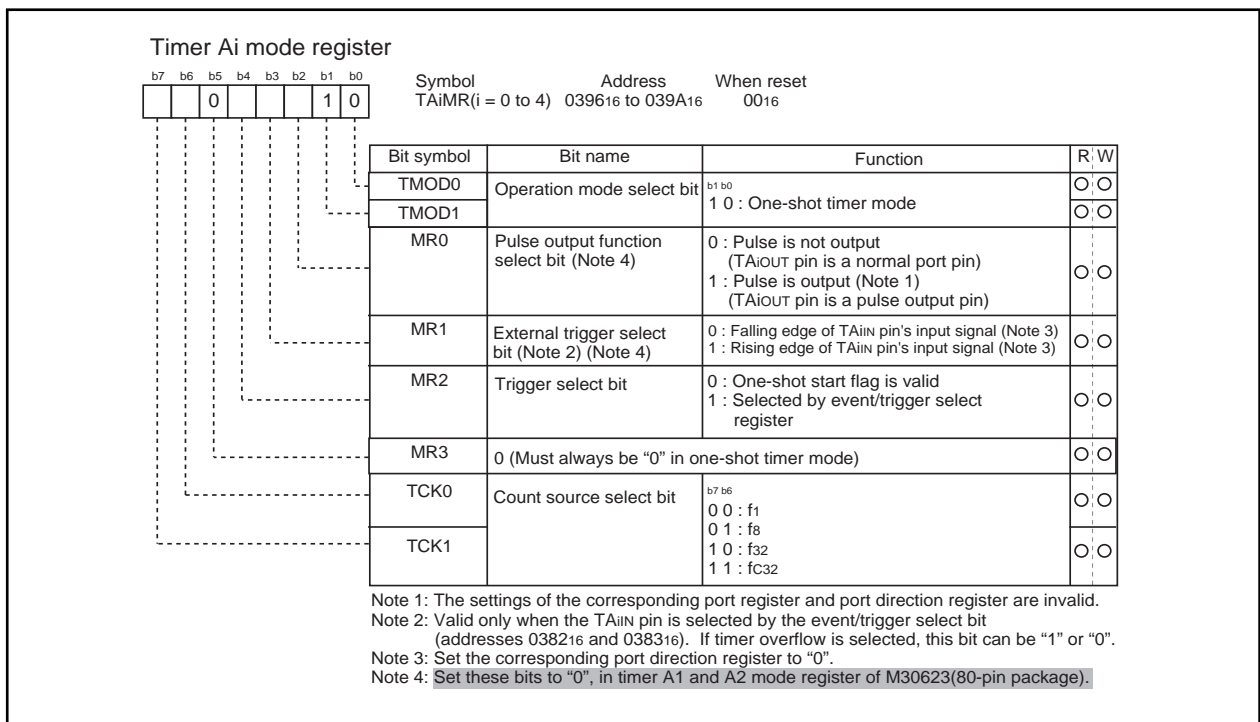 Timer Ai mode register
b7 b6 b5 b4 b3 b2 b1 b0
0 1 0
Symbol Address When reset
TAiMR(i = 0 to 4) 039616 to 039A16 0016
Bit symbol Bit name Function R W
TMOD0 Operation mode select bit b1 b0
1 0 : One-shot timer mode
TMOD1
MR0 Pulse output function select bit (Note 4)
0 : Pulse is not output
(TAiOUT pin is a normal port pin)
1 : Pulse is output (Note 1)
(TAiOUT pin is a pulse output pin)
MR1 External trigger select bit (Note 2) (Note 4)
0 : Falling edge of TAiIN pin's input signal (Note 3)
1 : Rising edge of TAiIN pin's input signal (Note 3)
MR2 Trigger select bit
0 : One-shot start flag is valid
1 : Selected by event/trigger select
register
MR3 0 (Must always be “0” in one-shot timer mode)
TCK0 Count source select bit b7 b6
0 0 : f1
0 1 : f8
TCK1
1 0 : f32
1 1 : fC32
Note 1: The settings of the corresponding port register and port direction register are invalid.
Note 2: Valid only when the TAiIN pin is selected by the event/trigger select bit
(addresses 038216 and 038316). If timer overflow is selected, this bit can be “1” or “0”.
Note 3: Set the corresponding port direction register to “0”.
Note 4: Set these bits to “0”, in timer A1 and A2 mode register of M30623(80-pin package).